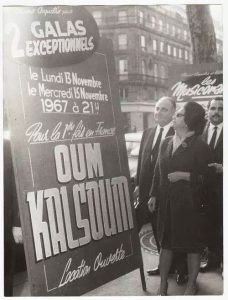 2 GALAS
EXCEPTIONNELS
le Lundi 13 Novembre
le Mercredi 15 Novembre
1967 à 21H
Pour la 1ère fois en France
OUM
KALSOUM
Location Ouverte